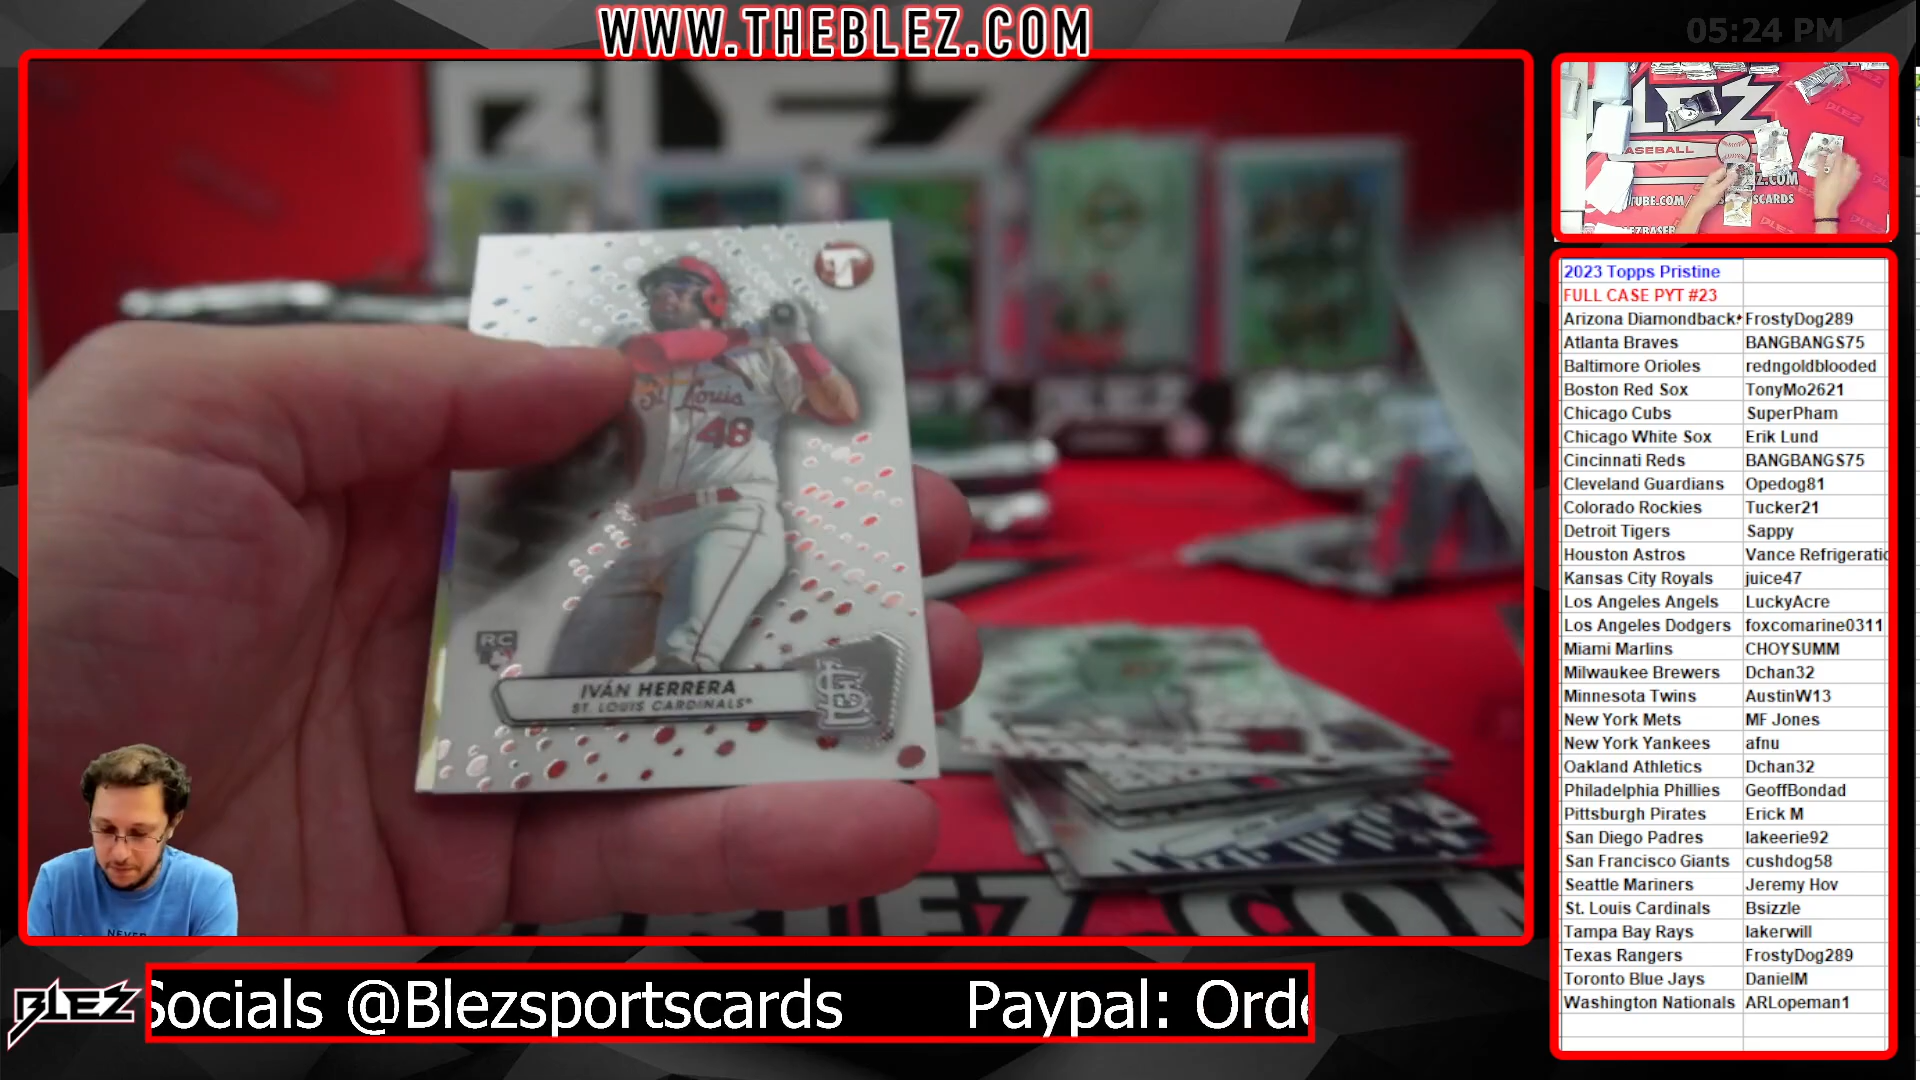 WWW.THEBLEZ.COM
05:24 PM
BLEZ
St Louis
48
RC
IVÁN HERRERA
ST. LOUIS CARDINALS
BLEZ
ASEBALL
2023 Topps Pristine
FULL CASE PYT #23
Arizona Diamondback FrostyDog289
Atlanta Braves BANGBANGS75
Baltimore Orioles redngoldblooded
Boston Red Sox TonyMo2621
Chicago Cubs SuperPham
Chicago White Sox Erik Lund
Cincinnati Reds BANGBANGS75
Cleveland Guardians Opedog81
Colorado Rockies Tucker21
Detroit Tigers Sappy
Houston Astros Vance Refrigeratio
Kansas City Royals juice47
Los Angeles Angels LuckyAcre
Los Angeles Dodgers foxcomarine0311
Miami Marlins CHOYSUMM
Milwaukee Brewers Dchan32
Minnesota Twins AustinW13
New York Mets MF Jones
New York Yankees afnu
Oakland Athletics Dchan32
Philadelphia Phillies GeoffBondad
Pittsburgh Pirates Erick M
San Diego Padres lakeerie92
San Francisco Giants cushdog58
Seattle Mariners Jeremy Hov
St. Louis Cardinals Bsizzle
Tampa Bay Rays lakerwill
Texas Rangers FrostyDog289
Toronto Blue Jays DanielM
Washington Nationals ARLopeman1
NEVER
BLEZ
Socials @Blezsportscards Paypal: Orde